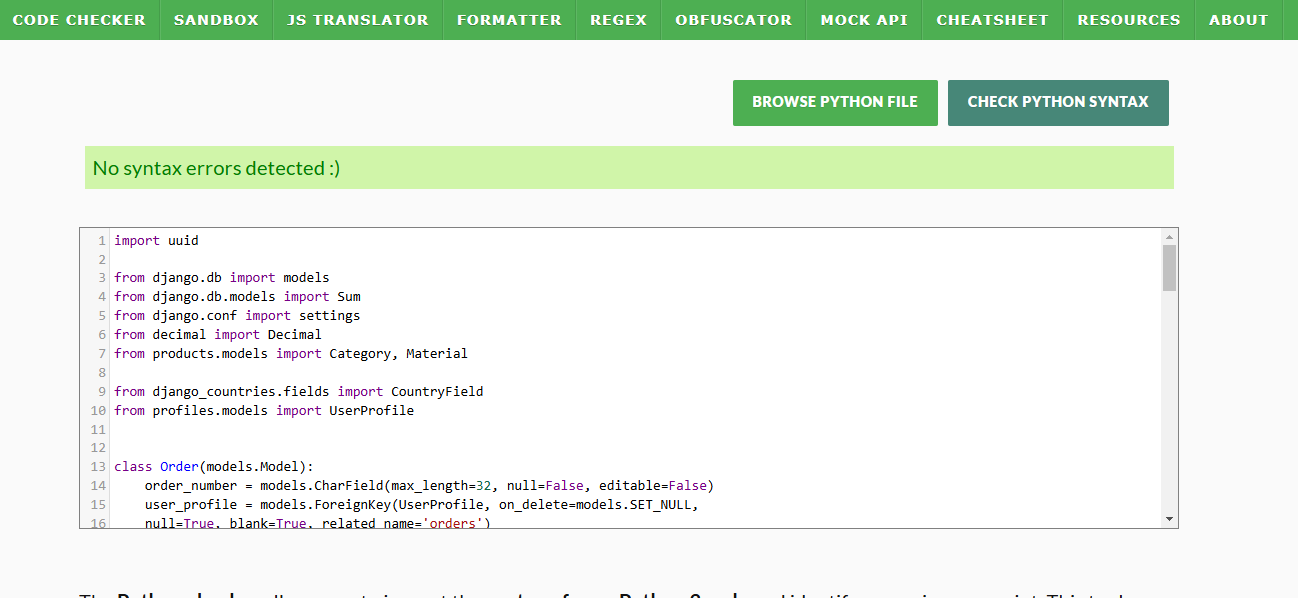 CODE CHECKER SANDBOX JS TRANSLATOR FORMATTER REGEX OBFUSCATOR MOCK API CHEATSHEET RESOURCES ABOUT
BROWSE PYTHON FILE CHECK PYTHON SYNTAX
No syntax errors detected :)
1 import uuid
2
3 from django.db import models
4 from django.db.models import Sum
5 from django.conf import settings
6 from decimal import Decimal
7 from products.models import Category, Material
8
9 from django_countries.fields import CountryField
10 from profiles.models import UserProfile
11
12
13 class Order(models.Model):
14     order_number = models.CharField(max_length=32, null=False, editable=False)
15     user_profile = models.ForeignKey(UserProfile, on_delete=models.SET_NULL,
16     null=True, blank=True, related_name='orders')